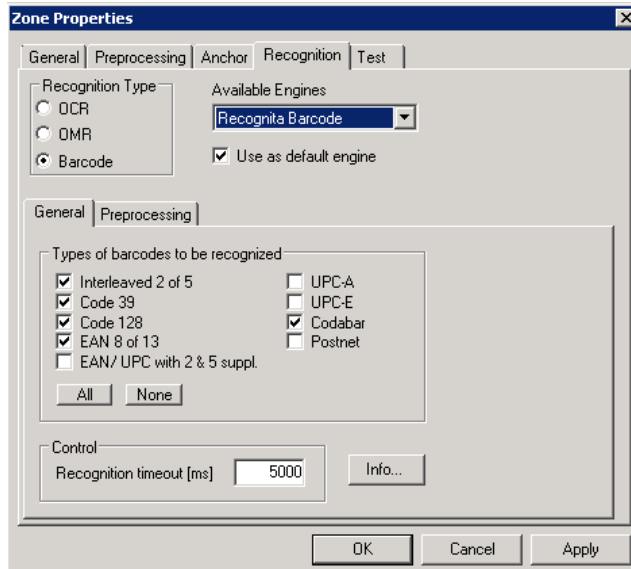 Zone Properties
General Preprocessing Anchor Recognition Test
Recognition Type
OCR
OMR
Barcode
Available Engines
Recognita Barcode
Use as default engine
General Preprocessing
Types of barcodes to be recognized
Interleaved 2 of 5
Code 39
Code 128
EAN 8 of 13
EAN/ UPC with 2 & 5 suppl.
UPC-A
UPC-E
Codabar
Postnet
All None
Control
Recognition timeout [ms] 5000
Info...
OK Cancel Apply